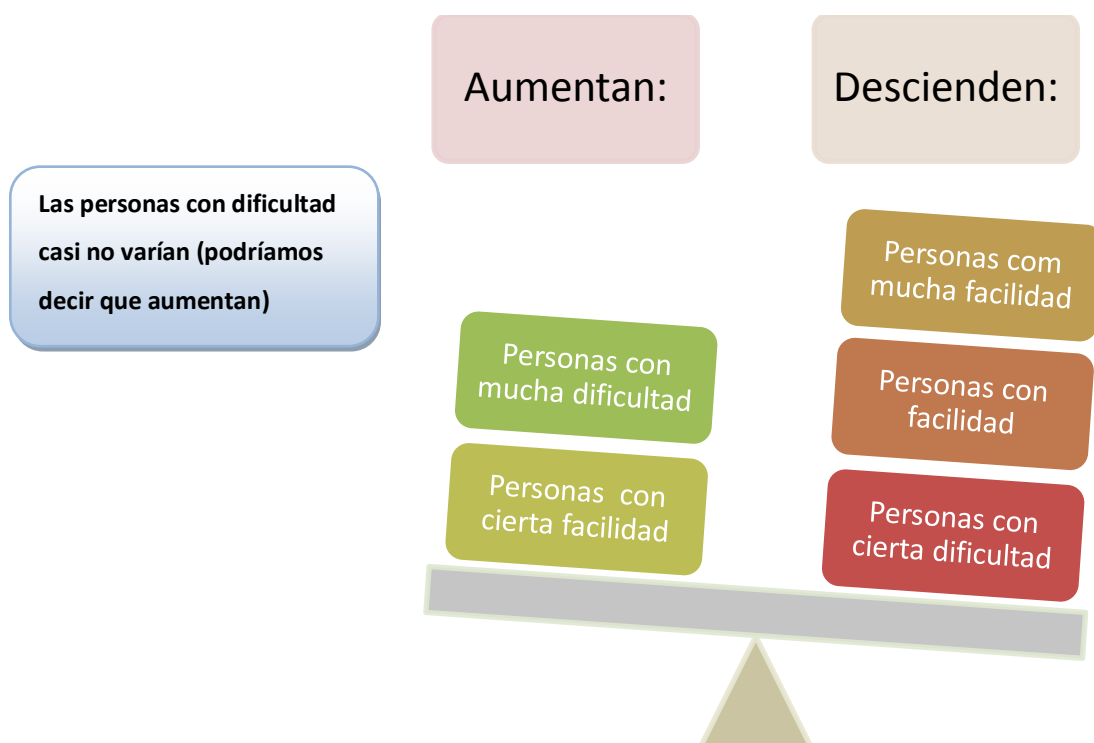 Aumentan:
Descienden:
Las personas con dificultad
casi no varían (podríamos
decir que aumentan)
Personas con
mucha dificultad
Personas con
cierta facilidad
Personas com
mucha facilidad
Personas con
facilidad
Personas con
cierta dificultad